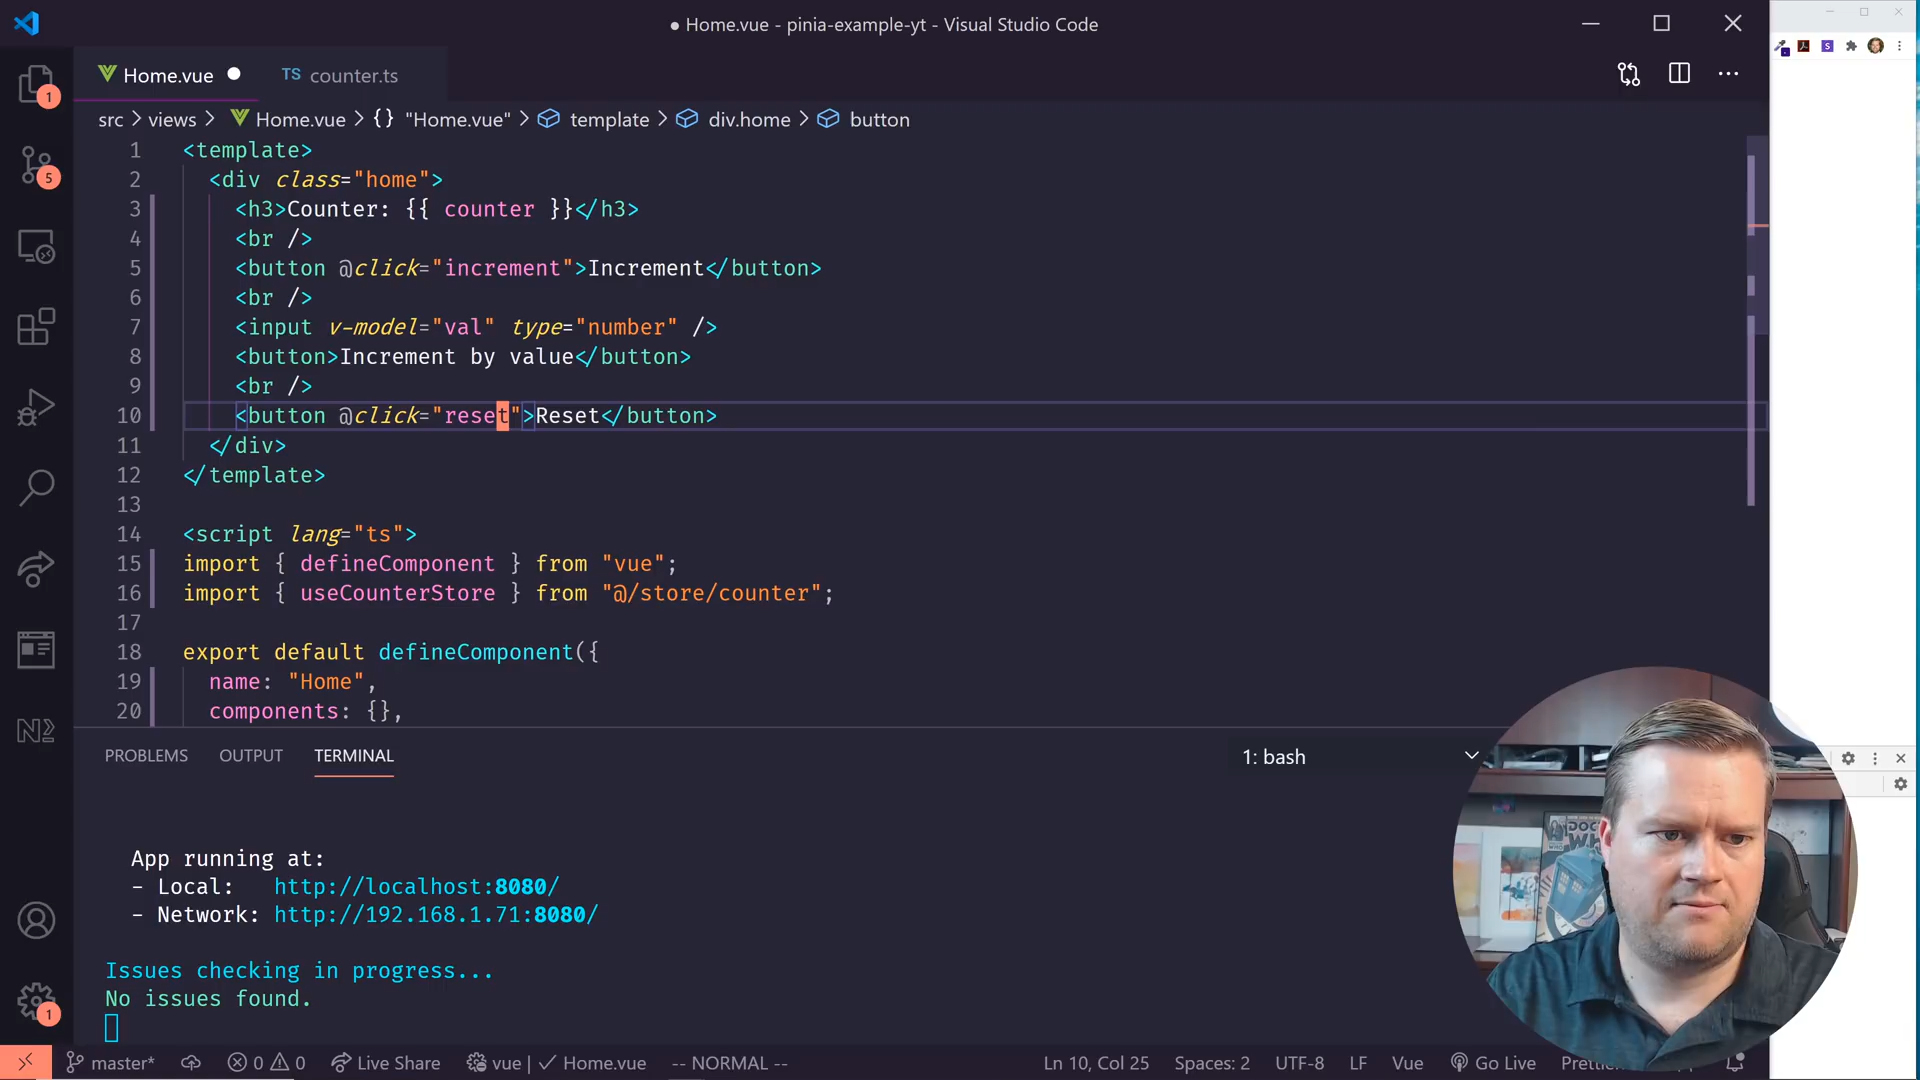 ● Home.vue - pinia-example-yt - Visual Studio Code
Home.vue ●
TS counter.ts
src > views > Home.vue > {} "Home.vue" > template > div.home > button
1 <template>
2 <div class="home">
3 <h3>Counter: {{ counter }}</h3>
4 <br />
5 <button @click="increment">Increment</button>
6 <br />
7 <input v-model="val" type="number" />
8 <button>Increment by value</button>
9 <br />
10 <button @click="reset">Reset</button>
11 </div>
12 </template>
13
14 <script lang="ts">
15 import { defineComponent } from "vue";
16 import { useCounterStore } from "@/store/counter";
17
18 export default defineComponent({
19 name: "Home",
20 components: {},
1
5
1
PROBLEMS OUTPUT TERMINAL
1: bash
App running at:
- Local: http://localhost:8080/
- Network: http://192.168.1.71:8080/
Issues checking in progress...
No issues found.
DOCTOR WHO
master* 0 0 Live Share vue | ✓ Home.vue -- NORMAL -- Ln 10, Col 25 Spaces: 2 UTF-8 LF Vue Go Live